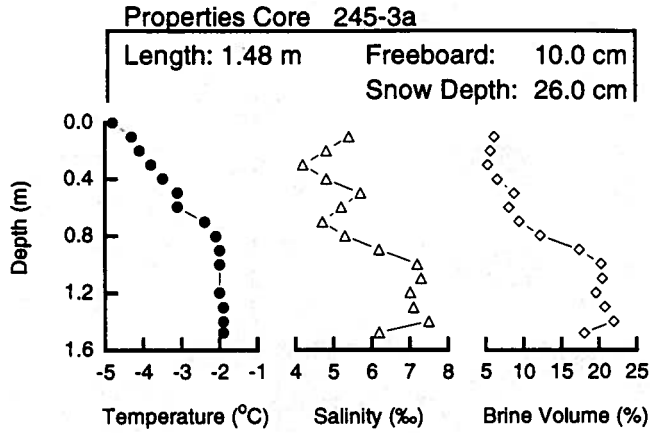 Properties Core 245-3a
Length: 1.48 m Freeboard: 10.0 cm
Snow Depth: 26.0 cm
Depth (m)
0.0
0.4
0.8
1.2
1.6
-5 -4 -3 -2 -1 4 5 6 7 8 5 10 15 20 25
Temperature (°C) Salinity (‰) Brine Volume (%)